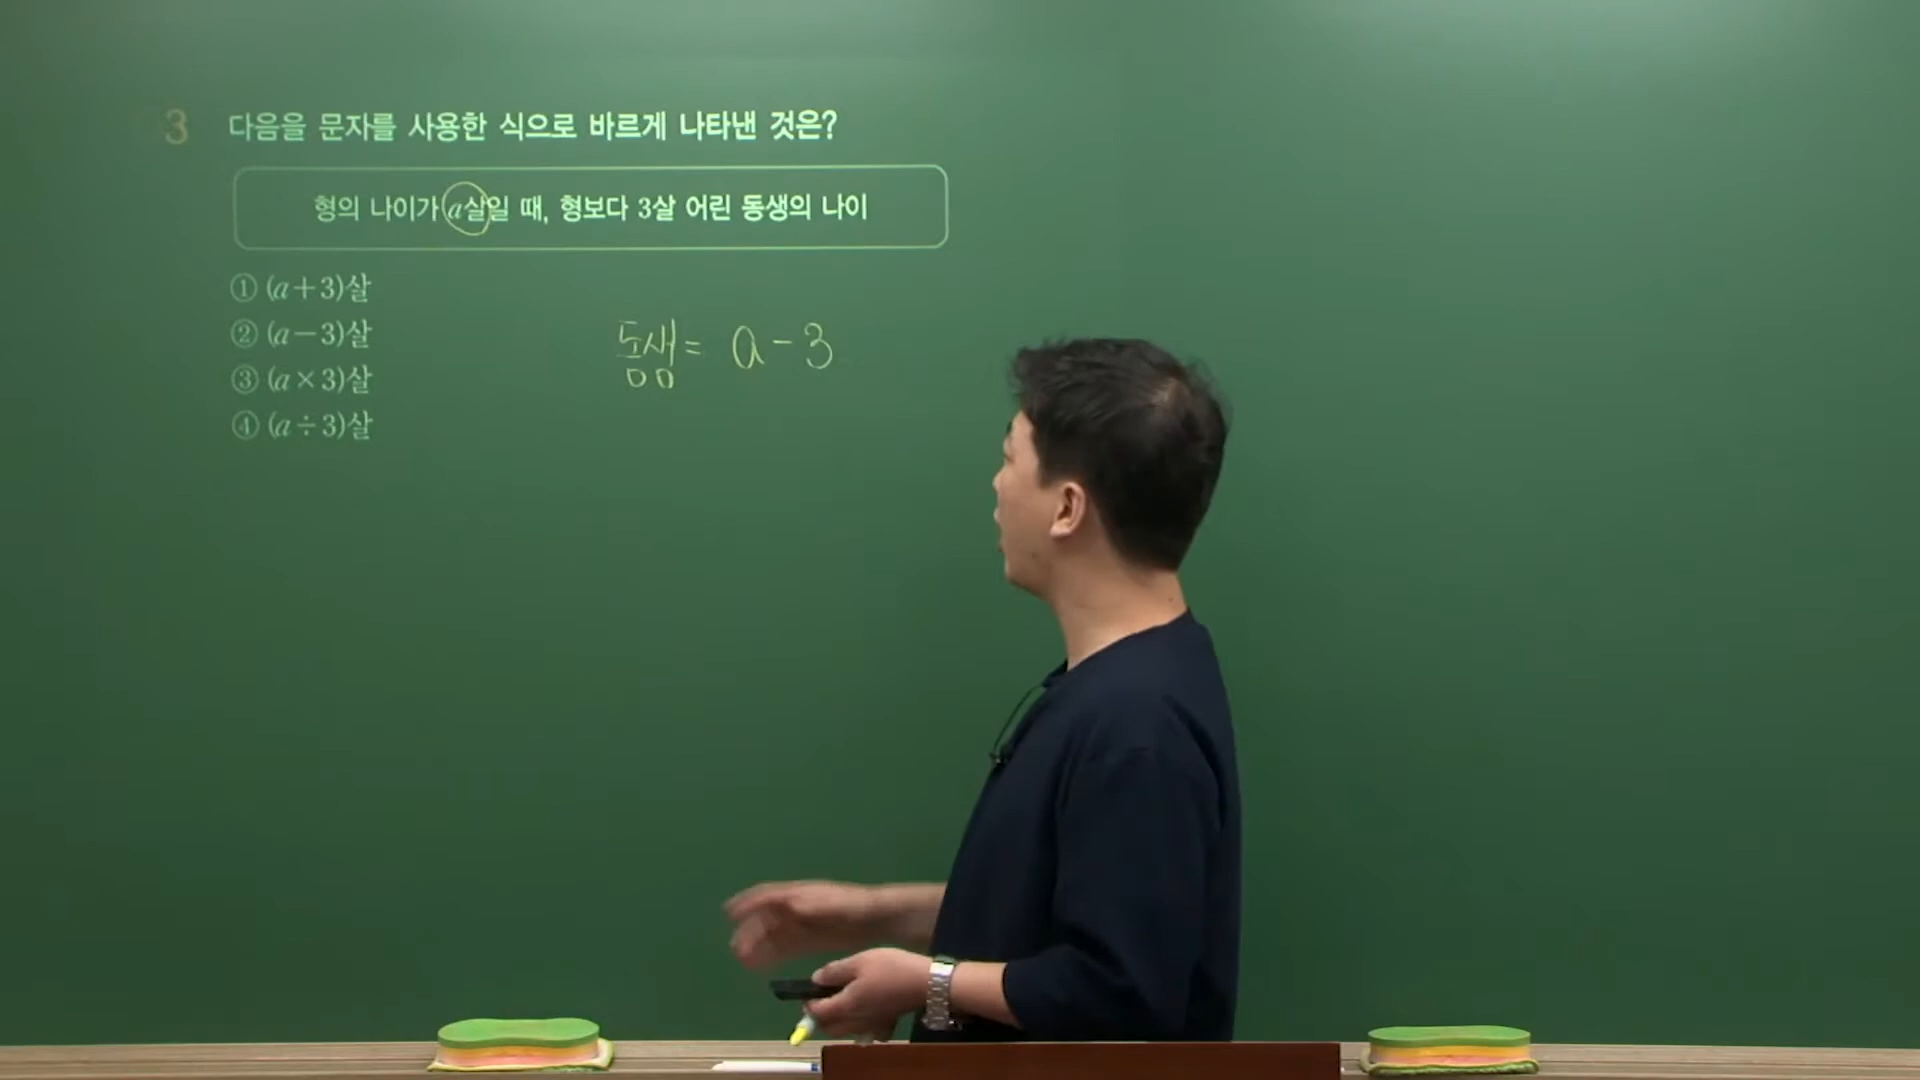 3 다음을 문자를 사용한 식으로 바르게 나타낸 것은?
형의 나이가 a살일 때, 형보다 3살 어린 동생의 나이
① (a+3)살
② (a-3)살
③ (a×3)살
④ (a÷3)살
동생 = a-3